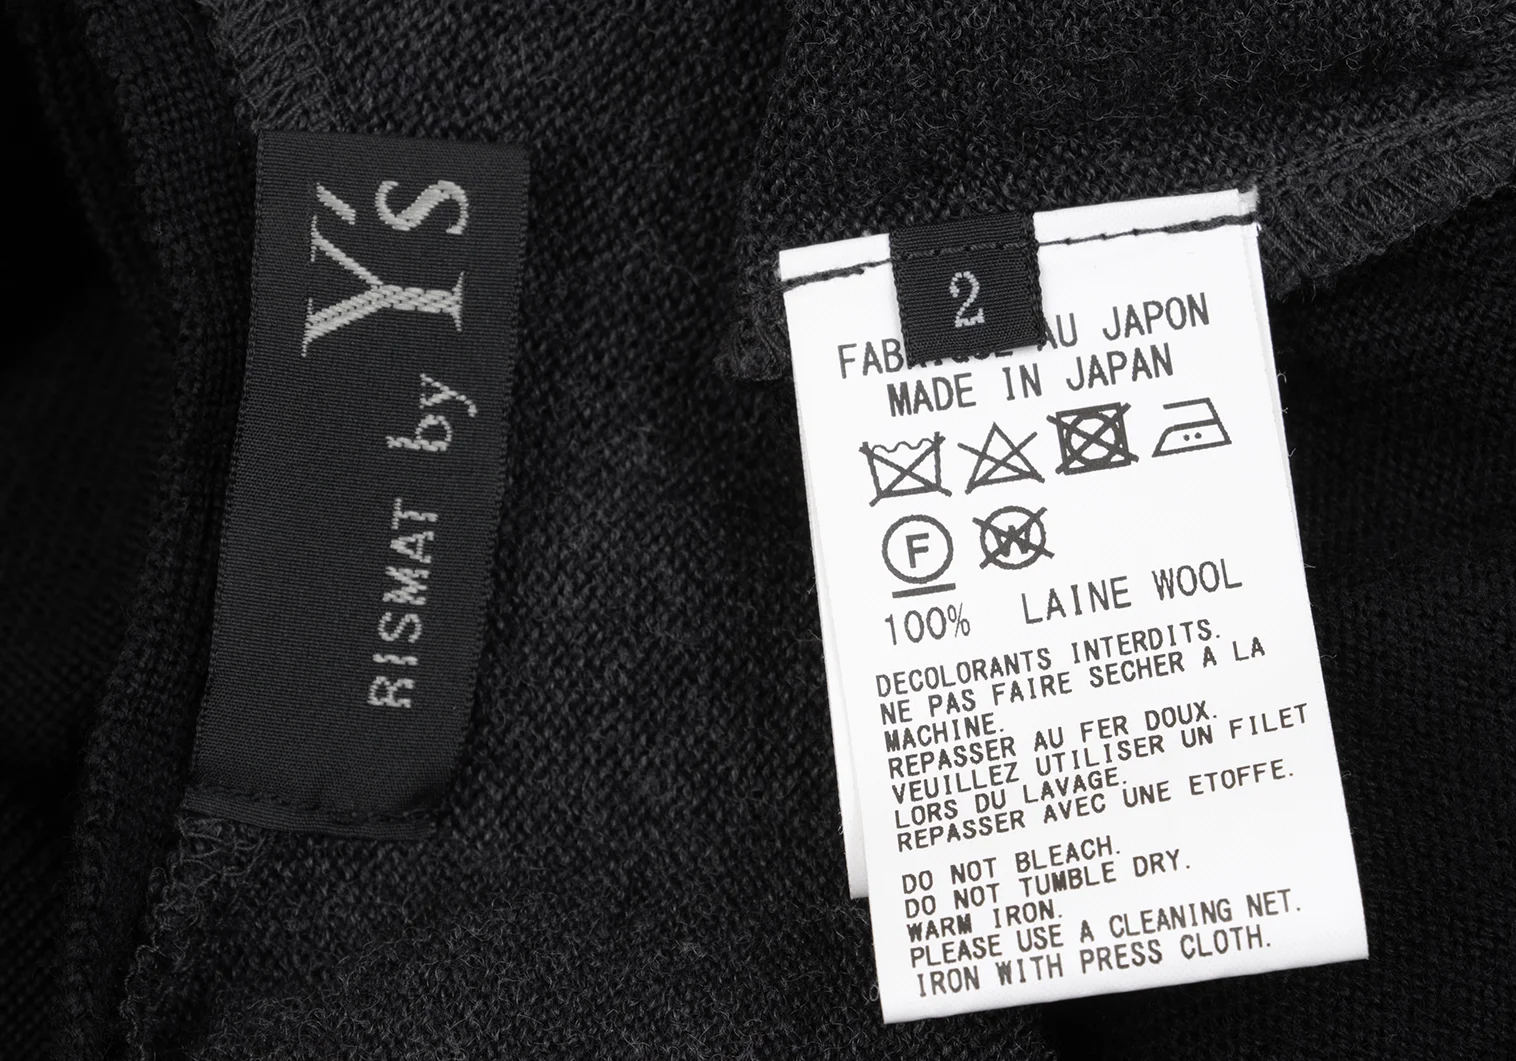 Y's
RISMAT by
2
AU JAPON
MADE IN JAPAN
F
W
100% LAINE WOOL
DECOLORANTS INTERDITS.
NE PAS FAIRE SECHER A LA
MACHINE.
REPASSER AU FER DOUX.
VEUILLEZ UTILISER UN FILET
LORS DU LAVAGE.
REPASSER AVEC UNE ETOFFE.
DO NOT BLEACH.
DO NOT TUMBLE DRY.
WARM IRON.
PLEASE USE A CLEANING NET.
IRON WITH PRESS CLOTH.